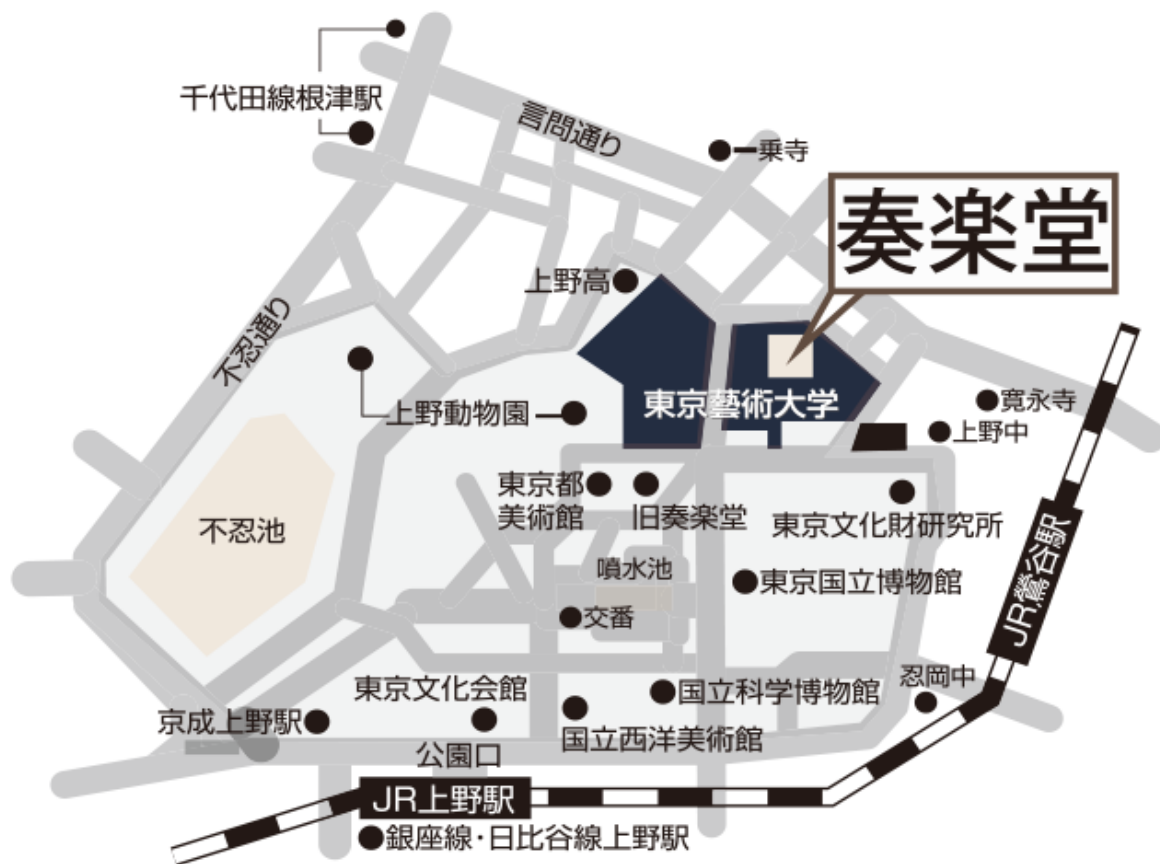 千代田線根津駅
言問通り
一乗寺
奏楽堂
上野高
不忍通り
上野動物園
東京藝術大学
寛永寺
上野中
東京都
美術館
旧奏楽堂
東京文化財研究所
不忍池
噴水池
東京国立博物館
JR鶯谷駅
交番
東京文化会館
国立科学博物館
忍岡中
京成上野駅
公園口
国立西洋美術館
JR上野駅
銀座線・日比谷線上野駅